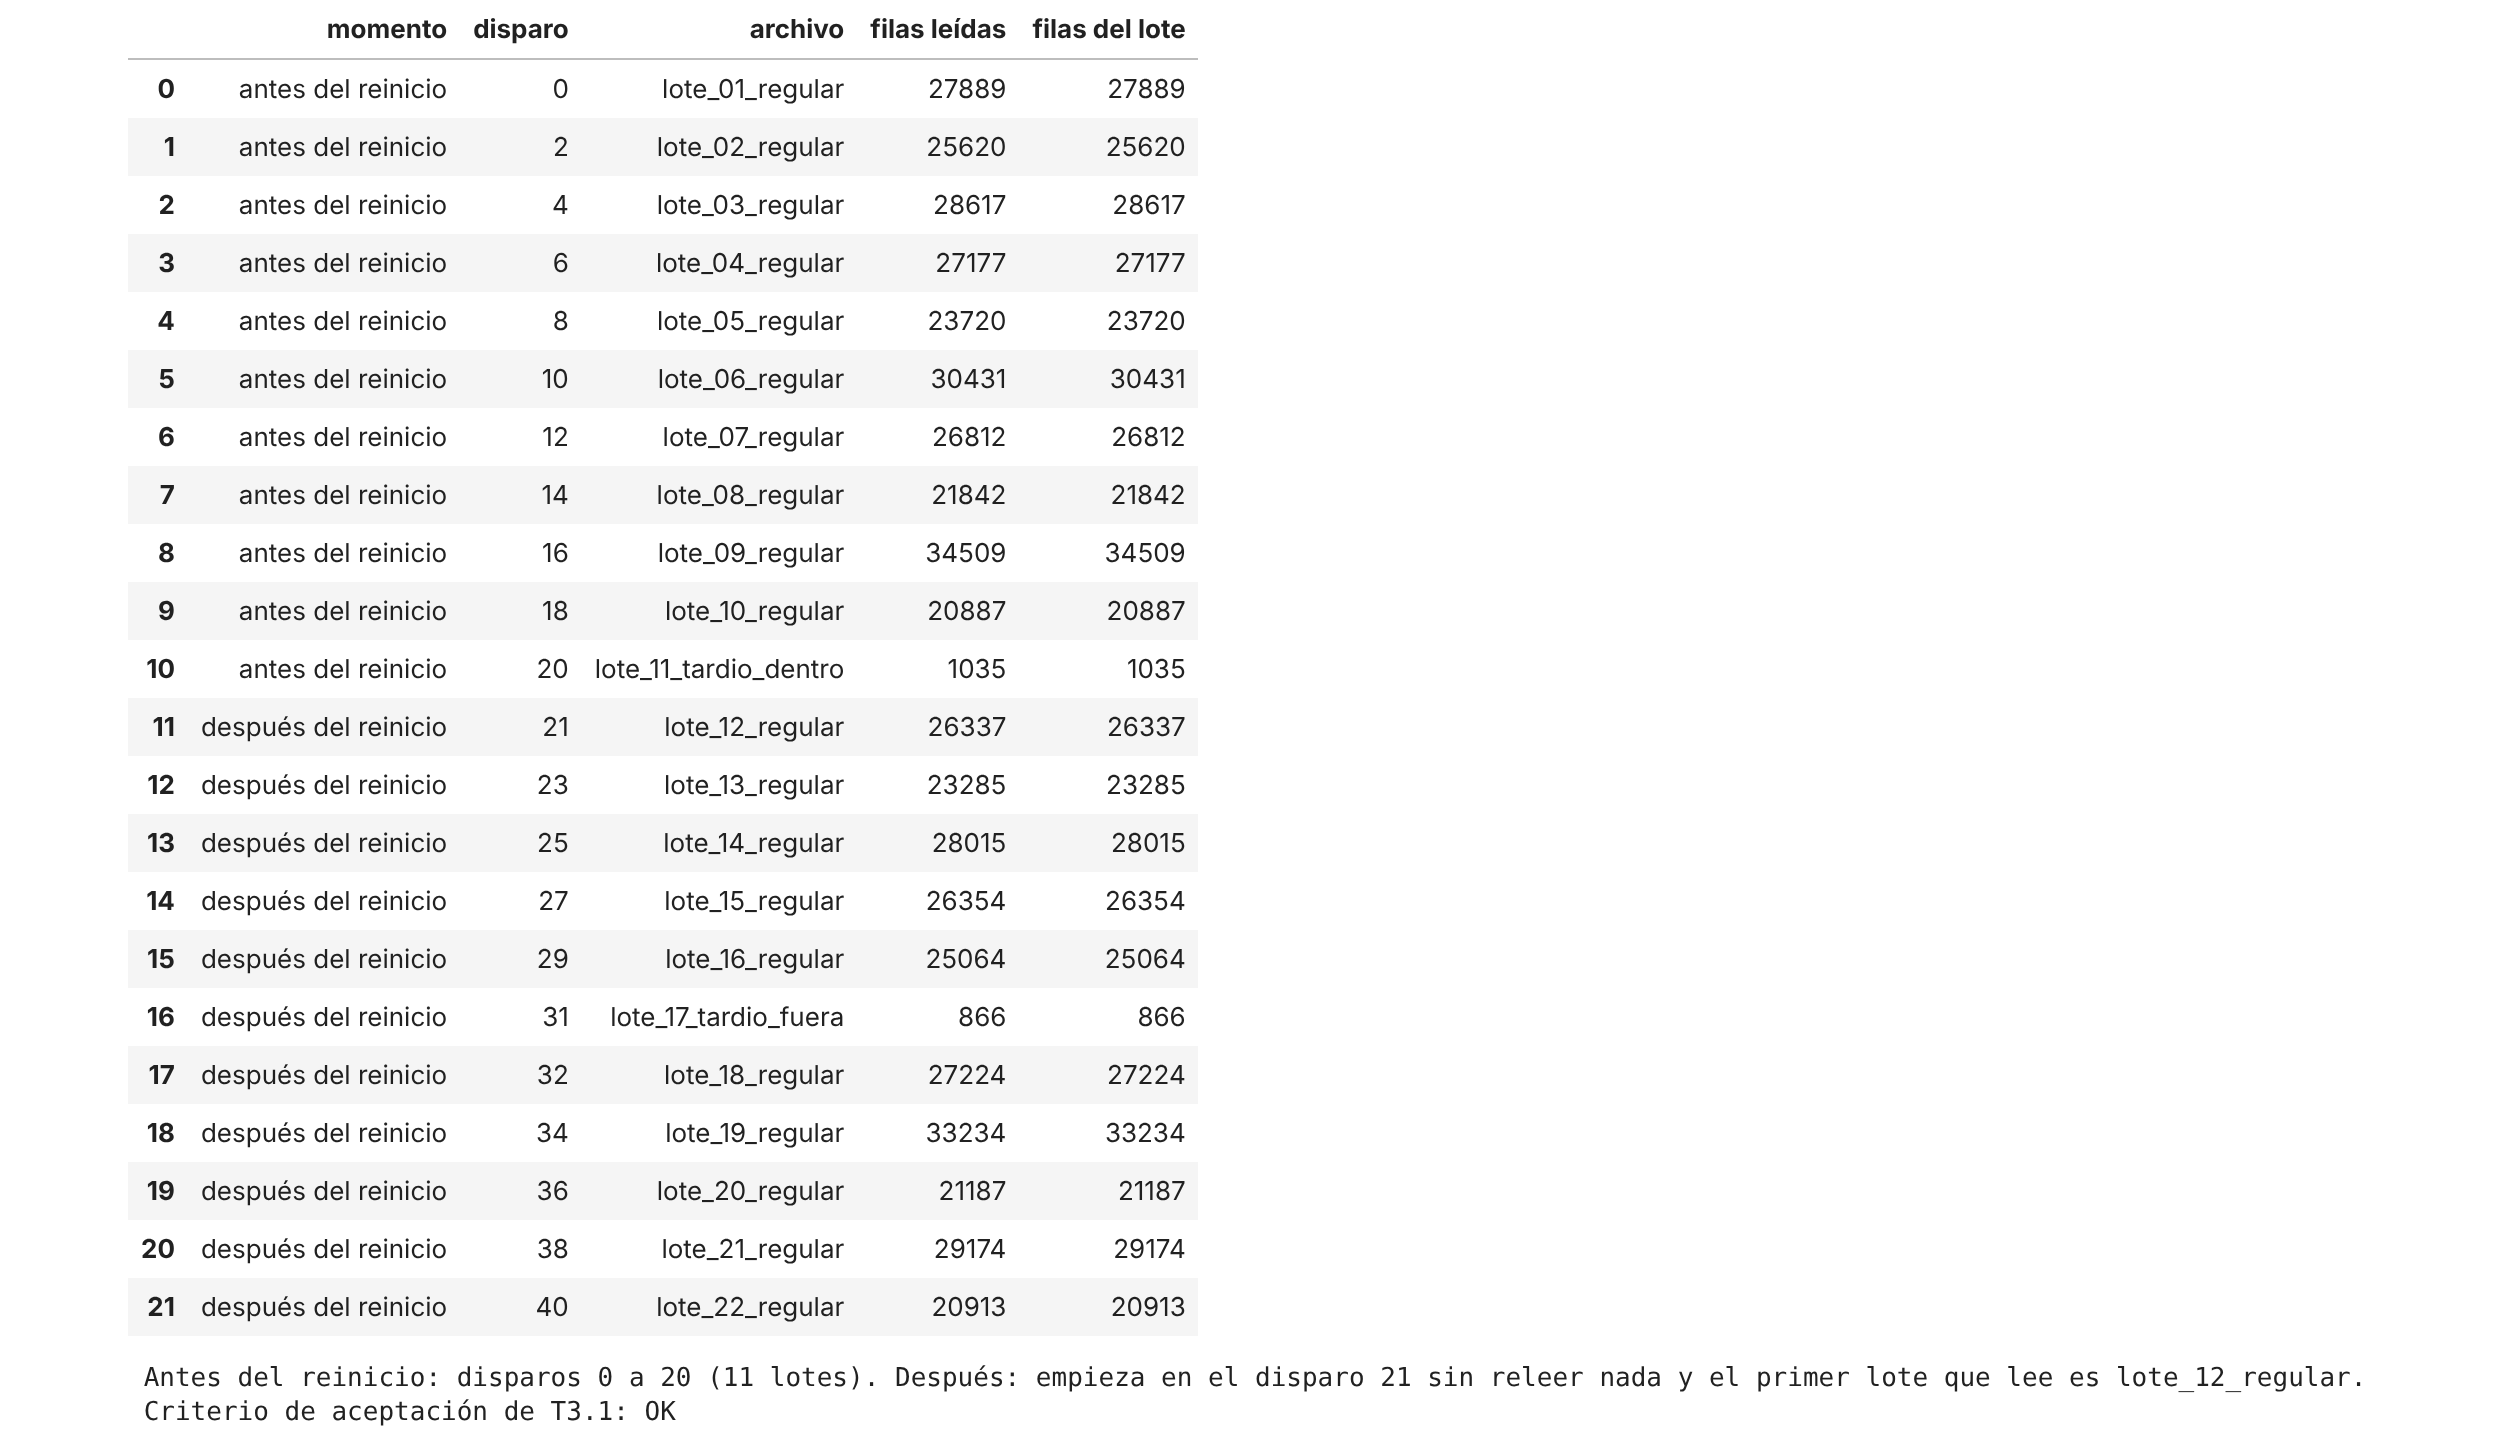 momento disparo archivo filas leídas filas del lote
0 antes del reinicio 0 lote_01_regular 27889 27889
1 antes del reinicio 2 lote_02_regular 25620 25620
2 antes del reinicio 4 lote_03_regular 28617 28617
3 antes del reinicio 6 lote_04_regular 27177 27177
4 antes del reinicio 8 lote_05_regular 23720 23720
5 antes del reinicio 10 lote_06_regular 30431 30431
6 antes del reinicio 12 lote_07_regular 26812 26812
7 antes del reinicio 14 lote_08_regular 21842 21842
8 antes del reinicio 16 lote_09_regular 34509 34509
9 antes del reinicio 18 lote_10_regular 20887 20887
10 antes del reinicio 20 lote_11_tardio_dentro 1035 1035
11 después del reinicio 21 lote_12_regular 26337 26337
12 después del reinicio 23 lote_13_regular 23285 23285
13 después del reinicio 25 lote_14_regular 28015 28015
14 después del reinicio 27 lote_15_regular 26354 26354
15 después del reinicio 29 lote_16_regular 25064 25064
16 después del reinicio 31 lote_17_tardio_fuera 866 866
17 después del reinicio 32 lote_18_regular 27224 27224
18 después del reinicio 34 lote_19_regular 33234 33234
19 después del reinicio 36 lote_20_regular 21187 21187
20 después del reinicio 38 lote_21_regular 29174 29174
21 después del reinicio 40 lote_22_regular 20913 20913
Antes del reinicio: disparos 0 a 20 (11 lotes). Después: empieza en el disparo 21 sin releer nada y el primer lote que lee es lote_12_regular.
Criterio de aceptación de T3.1: OK